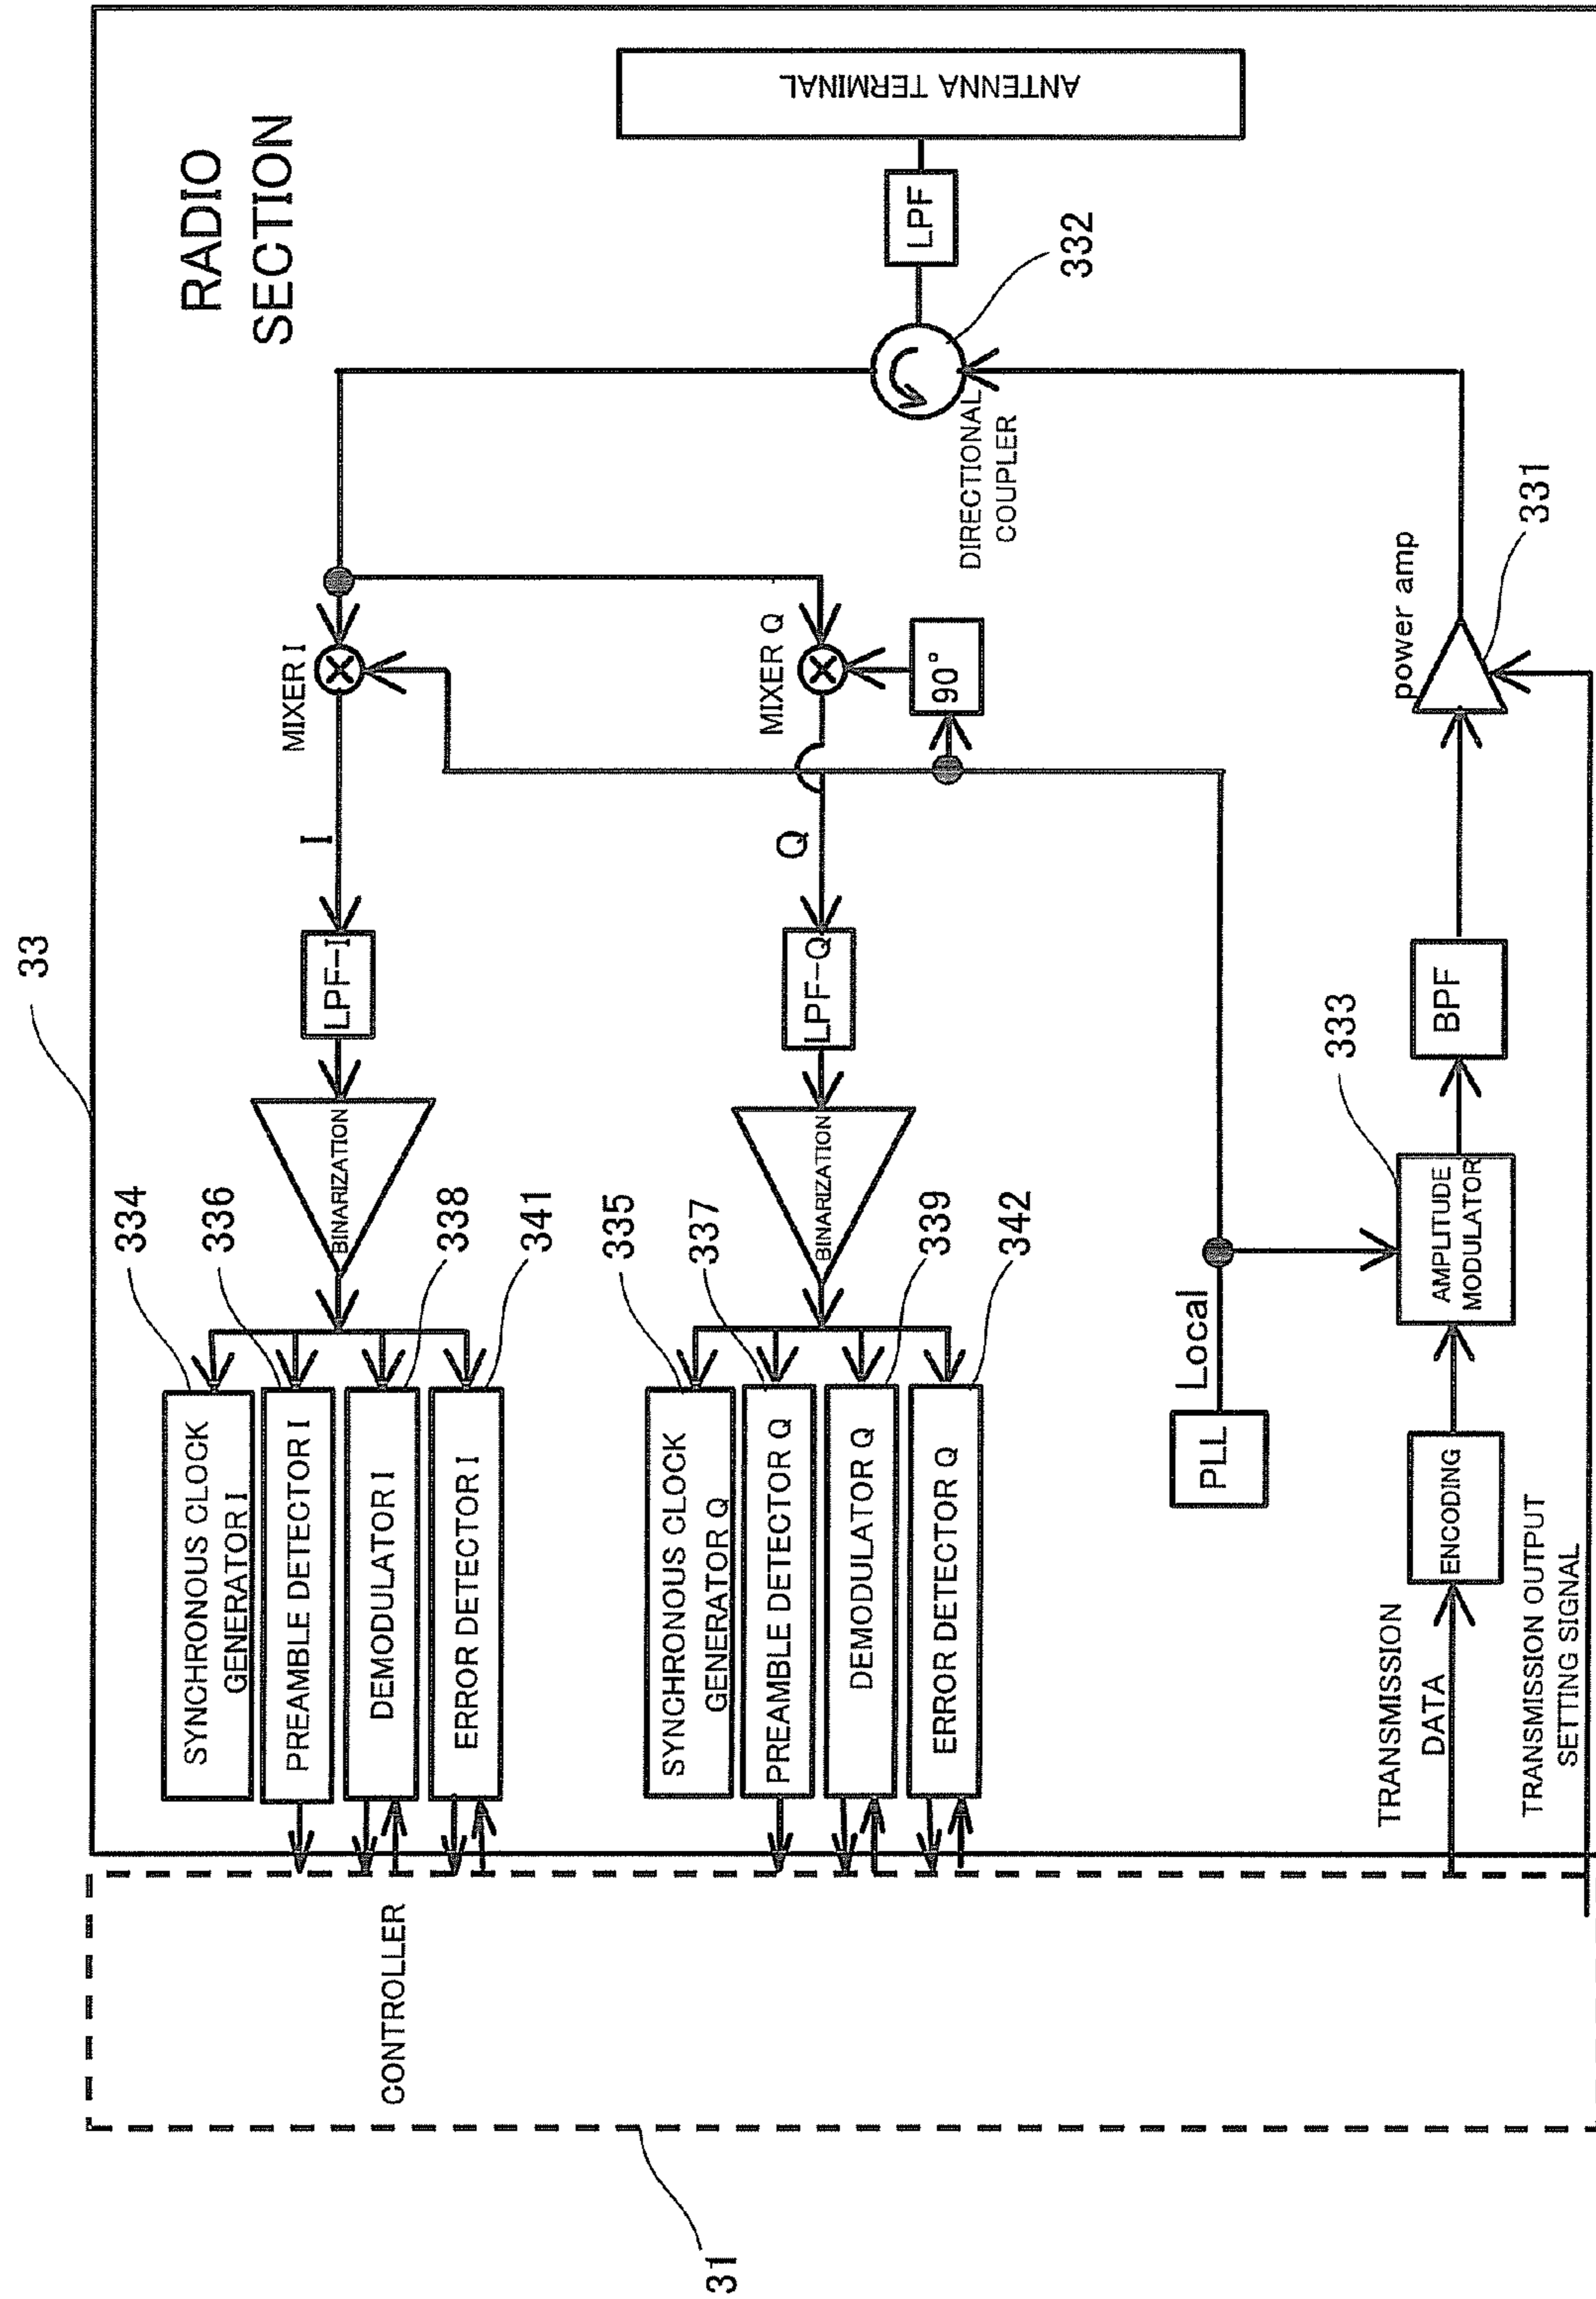 33
RADIO
SECTION
334
SYNCHRONOUS CLOCK
GENERATOR I
336
PREAMBLE DETECTOR I
338
DEMODULATOR I
341
ERROR DETECTOR I
BINARIZATION
LPF-I
I
MIXER I
335
SYNCHRONOUS CLOCK
GENERATOR Q
337
PREAMBLE DETECTOR Q
339
DEMODULATOR Q
342
ERROR DETECTOR Q
BINARIZATION
LPF-Q
Q
MIXER Q
90°
DIRECTIONAL
COUPLER
332
LPF
ANTENNA TERMINAL
PLL
Local
TRANSMISSION
DATA
ENCODING
AMPLITUDE
MODULATOR
333
BPF
power amp
331
TRANSMISSION OUTPUT
SETTING SIGNAL
CONTROLLER
31